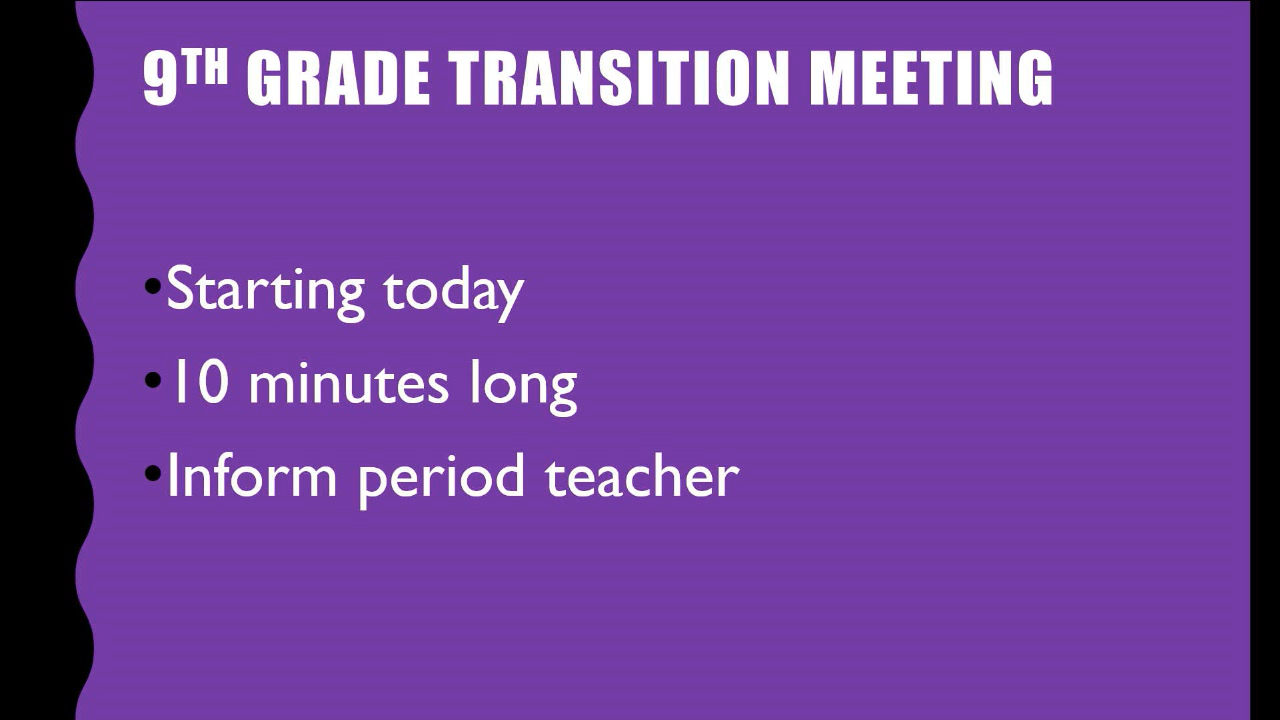 9TH GRADE TRANSITION MEETING
•Starting today
•10 minutes long
•Inform period teacher